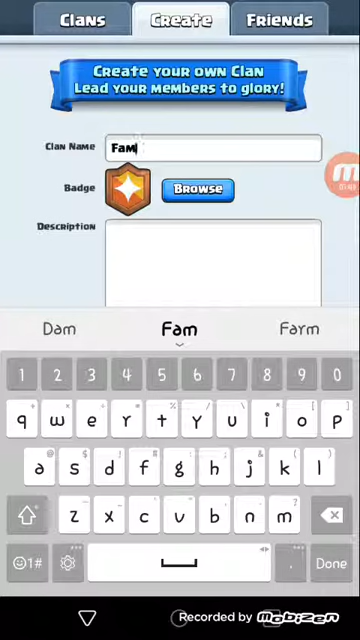 Clans Create Friends
Create your own Clan
Lead your members to glory!
Clan Name Fam
Badge Browse
Description
Dam Fam Farm
1 2 3 4 5 6 7 8 9 0
q w e r t y u i o p
a s d f g h j k l
z x c v b n m
1# . Done
Recorded by Mobizen